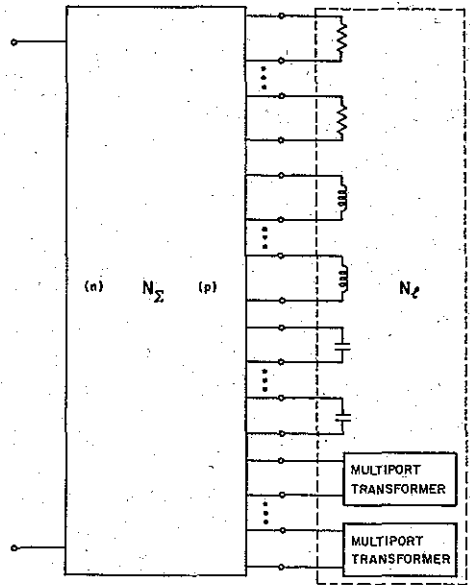 (n) N_Σ (p) N_ℓ
MULTIPORT
TRANSFORMER
MULTIPORT
TRANSFORMER